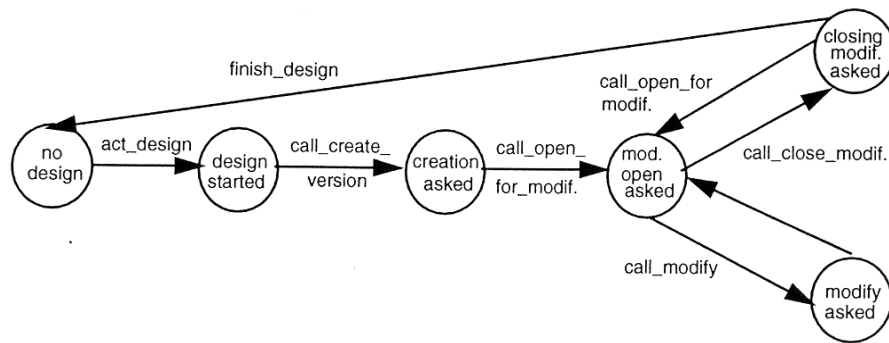 closing
modif.
asked
finish_design
call_open_for
modif.
no
design
act_design
design
started
call_create_
version
creation
asked
call_open_
for_modif.
mod.
open
asked
call_close_modif.
call_modify
modify
asked